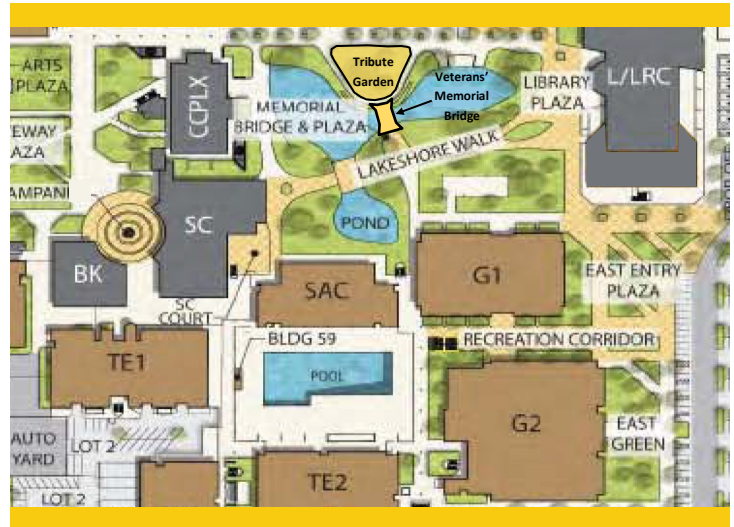 ARTS
PLAZA
CCPLX
Tribute
Garden
Veterans'
Memorial
Bridge
MEMORIAL
BRIDGE & PLAZA
LIBRARY
PLAZA
L/LRC
LAKESHORE WALK
EWAY
AZA
AMPANI
SC
POND
BK
SAC
G1
EAST ENTRY
PLAZA
SC
COURT
BLDG 59
RECREATION CORRIDOR
TE1
POOL
G2
EAST
GREEN
AUTO
YARD
LOT 2
LOT 2
TE2